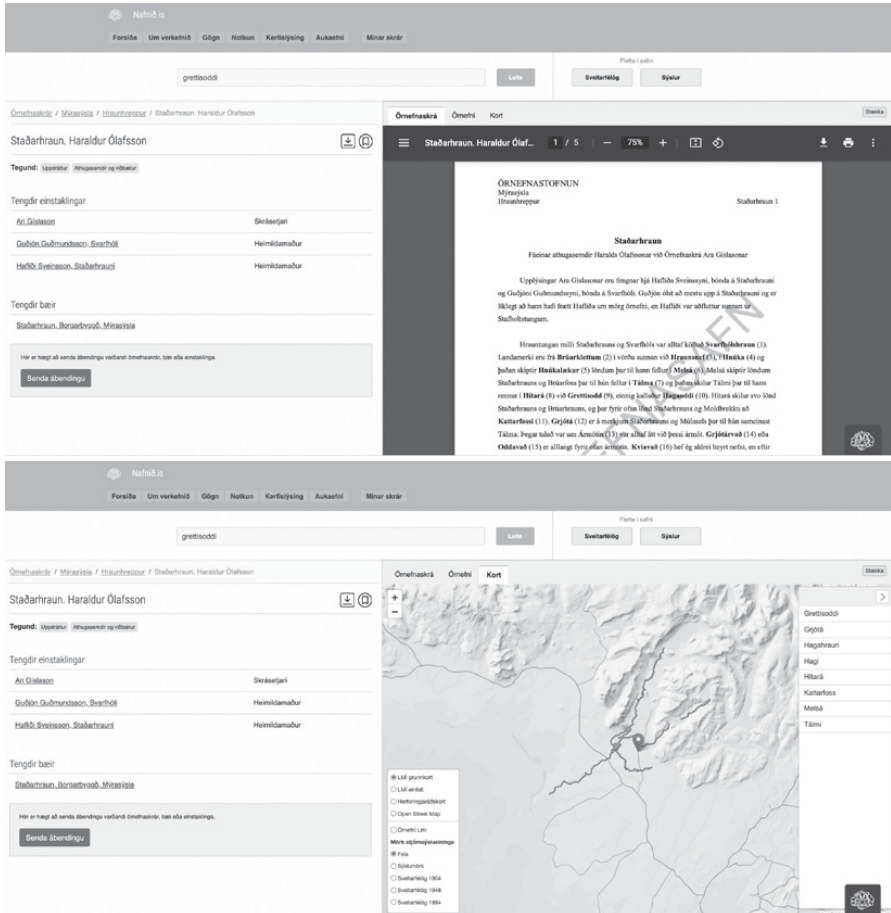 Nafnið.is
Forsíða Um verkefnið Gögn Notkun Kerfislýsing Aukaefni Mínar skrár
Fletta í safni
grettisoddi Leita Sveitarfélög Sýslur
Örnefnaskrár / Mýrasýsla / Hraunhreppur / Staðarhraun. Haraldur Ólafsson
Staðarhraun. Haraldur Ólafsson
Tegund: Uppdráttur Athugasemdir og viðbætur
Tengdir einstaklingar
Ari Gíslason Skrásetjari
Guðjón Guðmundsson, Svarfhóli Heimildamaður
Hafliði Sveinsson, Staðarhrauni Heimildamaður
Tengdir bæir
Staðarhraun, Borgarbyggð, Mýrasýsla
Hér er hægt að senda ábendingu varðandi örnefnaskrár, bæi eða einstaklinga.
Senda ábendingu
Örnefnaskrá Örnefni Kort Stækka
Staðarhraun. Haraldur Ólaf... 1 / 5 75%
ÖRNEFNASTOFNUN
Mýrasýsla
Hraunhreppur Staðarhraun 1
Staðarhraun
Fáeinar athugasemdir Haralds Ólafssonar við Örnefnaskrá Ara Gíslasonar
Upplýsingar Ara Gíslasonar eru fengnar hjá Hafliða Sveinssyni, bónda á Staðarhrauni
og Guðjóni Guðmundssyni, bónda á Svarfhóli. Guðjón ólst að mestu upp á Staðarhrauni og er
líklegt að hann hafi frætt Hafliða um mörg örnefni, en Hafliði var aðfluttur sunnan úr
Stafholtstungum.
Hrauntungan milli Staðarhrauns og Svarfhóls var alltaf kölluð Svarfhólshraun (1).
Landamerki eru frá Brúarklettum (2) í vörðu sunnan við Hraunsnef (3), í Hnúka (4) og
þaðan skiptir Hnúkalækur (5) löndum þar til hann fellur í Melsá (6). Melsá skiptir löndum
Staðarhrauns og Brúarfoss þar til hún fellur í Tálma (7) og þaðan skilur Tálmi þar til hann
rennur í Hítará (8) við Grettisodd (9), einnig kallaður Hagaoddi (10). Hítará skilur svo lönd
Staðarhrauns og Brúarhrauns, og þar fyrir ofan lönd Staðarhrauns og Moldbrekku að
Kattarfossi (11). Grjótá (12) er á merkjum Staðarhrauns og Múlasels þar til hún sameinast
Tálma. Þegar talað var um Ármótin (13) var alltaf átt við þessi ármót. Grjótárvað (14) eða
Oddavað (15) er alllangt fyrir ofan ármótin. Kvíavað (16) hef ég aldrei heyrt nefnt, en eftir
ÖRNEFNASAFN
Nafnið.is
Forsíða Um verkefnið Gögn Notkun Kerfislýsing Aukaefni Mínar skrár
Fletta í safni
grettisoddi Leita Sveitarfélög Sýslur
Örnefnaskrár / Mýrasýsla / Hraunhreppur / Staðarhraun. Haraldur Ólafsson
Staðarhraun. Haraldur Ólafsson
Tegund: Uppdráttur Athugasemdir og viðbætur
Tengdir einstaklingar
Ari Gíslason Skrásetjari
Guðjón Guðmundsson, Svarfhóli Heimildamaður
Hafliði Sveinsson, Staðarhrauni Heimildamaður
Tengdir bæir
Staðarhraun, Borgarbyggð, Mýrasýsla
Hér er hægt að senda ábendingu varðandi örnefnaskrár, bæi eða einstaklinga.
Senda ábendingu
Örnefnaskrá Örnefni Kort Stækka
+
−
Grettisoddi
Grjótá
Hagahraun
Hagi
Hítará
Kattarfoss
Melsá
Tálmi
LMÍ grunnkort
LMÍ einfalt
Herforingjaráðskort
Open Street Map
Örnefni Lmí
Mörk stjórnsýslueininga
Fela
Sýslumörk
Sveitarfélög 1904
Sveitarfélög 1948
Sveitarfélög 1994